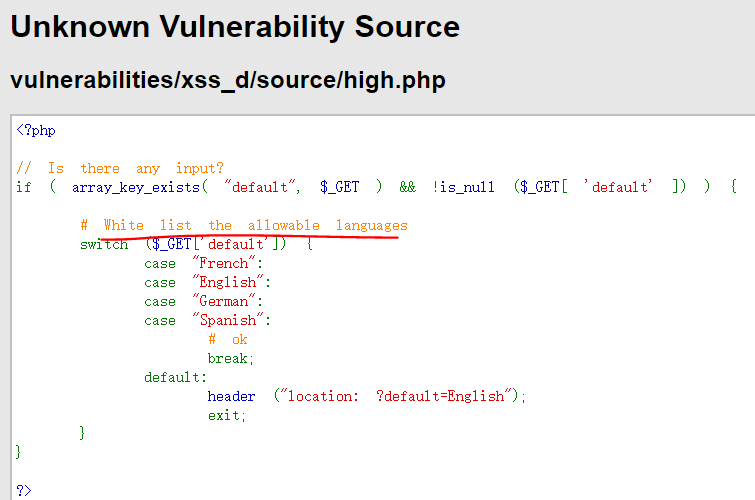 Unknown Vulnerability Source
vulnerabilities/xss_d/source/high.php
<?php
// Is there any input?
if ( array_key_exists( "default", $_GET ) && !is_null ($_GET[ 'default' ]) ) {
# White list the allowable languages
switch ($_GET['default']) {
case "French":
case "English":
case "German":
case "Spanish":
# ok
break;
default:
header ("location: ?default=English");
exit;
}
}
?>